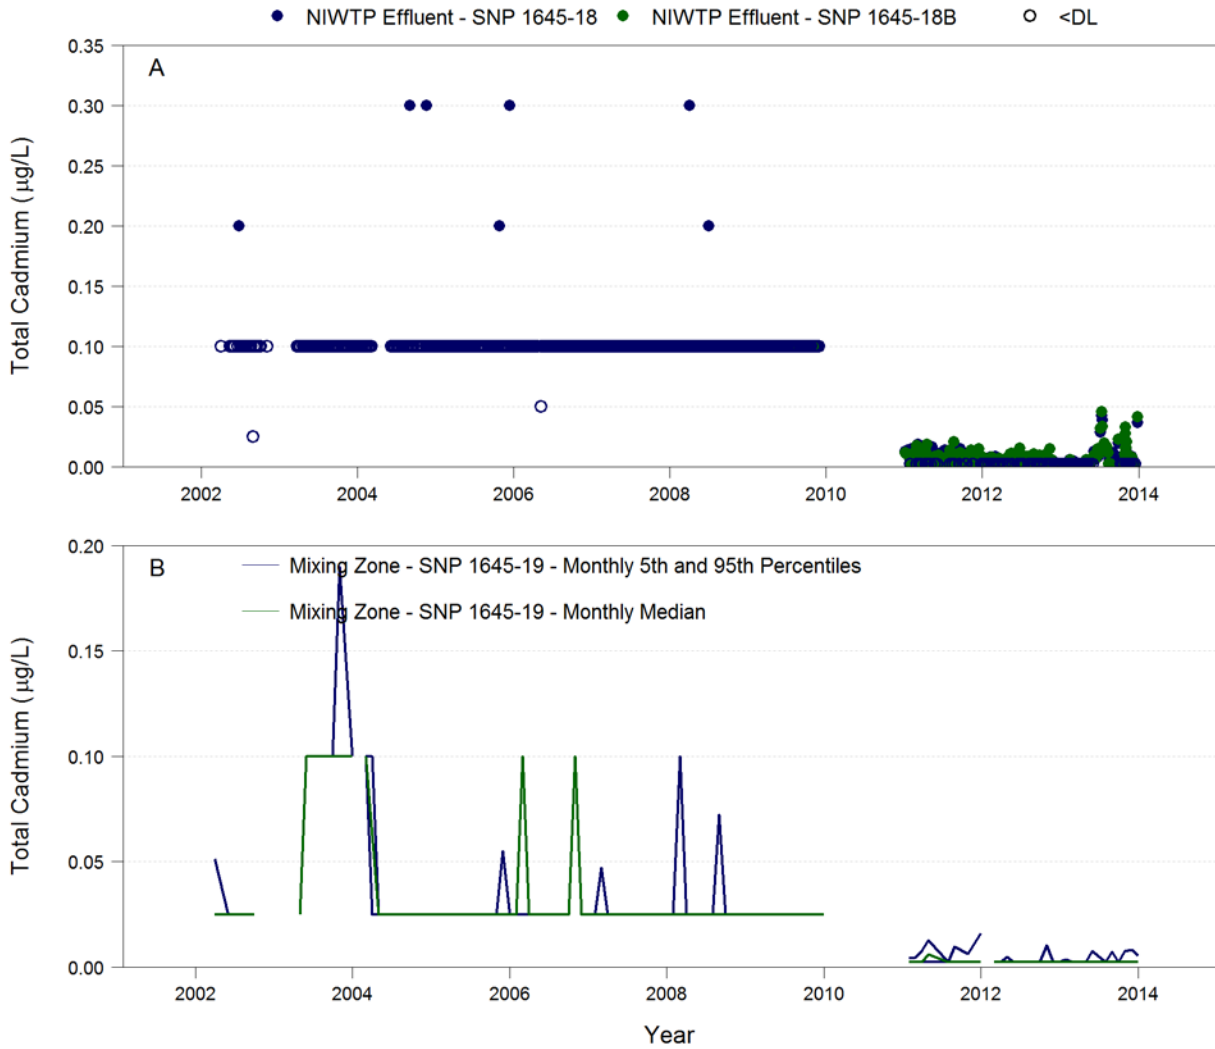 NIWTP Effluent - SNP 1645-18 NIWTP Effluent - SNP 1645-18B <DL
A
0.35
0.30
0.25
0.20
0.15
0.10
0.05
0.00
Total Cadmium (µg/L)
2002 2004 2006 2008 2010 2012 2014
B
Mixing Zone - SNP 1645-19 - Monthly 5th and 95th Percentiles
Mixing Zone - SNP 1645-19 - Monthly Median
0.20
0.15
0.10
0.05
0.00
Total Cadmium (µg/L)
2002 2004 2006 2008 2010 2012 2014
Year